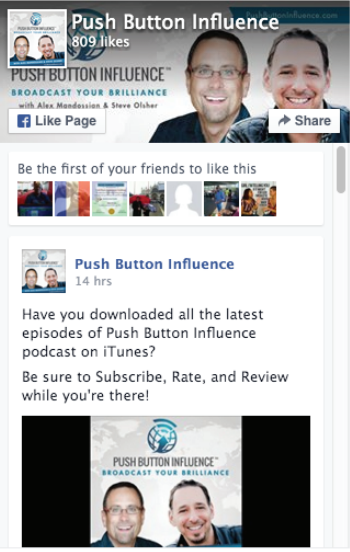 Push Button Influence
809 likes
PushButtonInfluence.com
PUSH BUTTON INFLUENCE™
BROADCAST YOUR BRILLIANCE
with Alex Mandossian & Steve Olsher
Like Page
Share
Be the first of your friends to like this
Push Button Influence
14 hrs
Have you downloaded all the latest
episodes of Push Button Influence
podcast on iTunes?
Be sure to Subscribe, Rate, and Review
while you're there!
PUSH BUTTON INFLUENCE™
BROADCAST YOUR BRILLIANCE